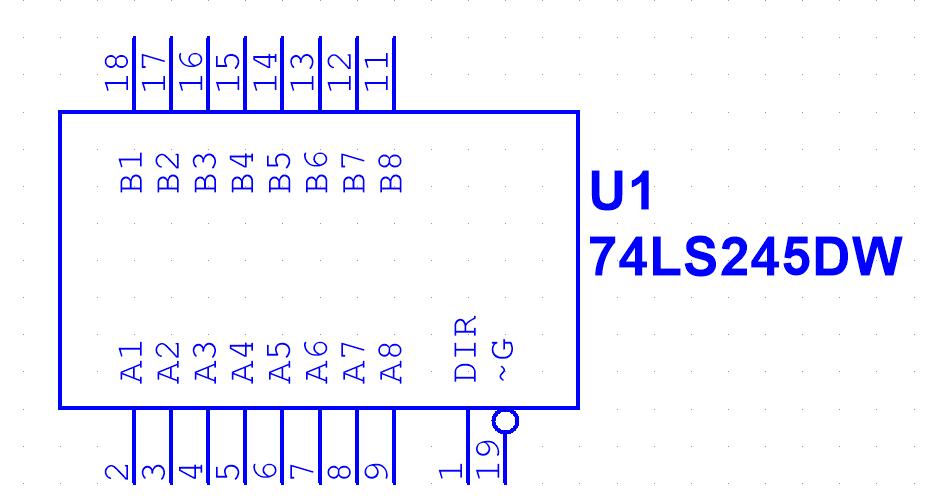 18 17 16 15 14 13 12 11
B1 B2 B3 B4 B5 B6 B7 B8
U1
74LS245DW
A1 A2 A3 A4 A5 A6 A7 A8 DIR ~G
2 3 4 5 6 7 8 9 1 19